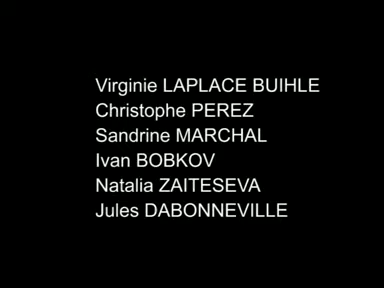 Virginie LAPLACE BUIHLE
Christophe PEREZ
Sandrine MARCHAL
Ivan BOBKOV
Natalia ZAITESEVA
Jules DABONNEVILLE